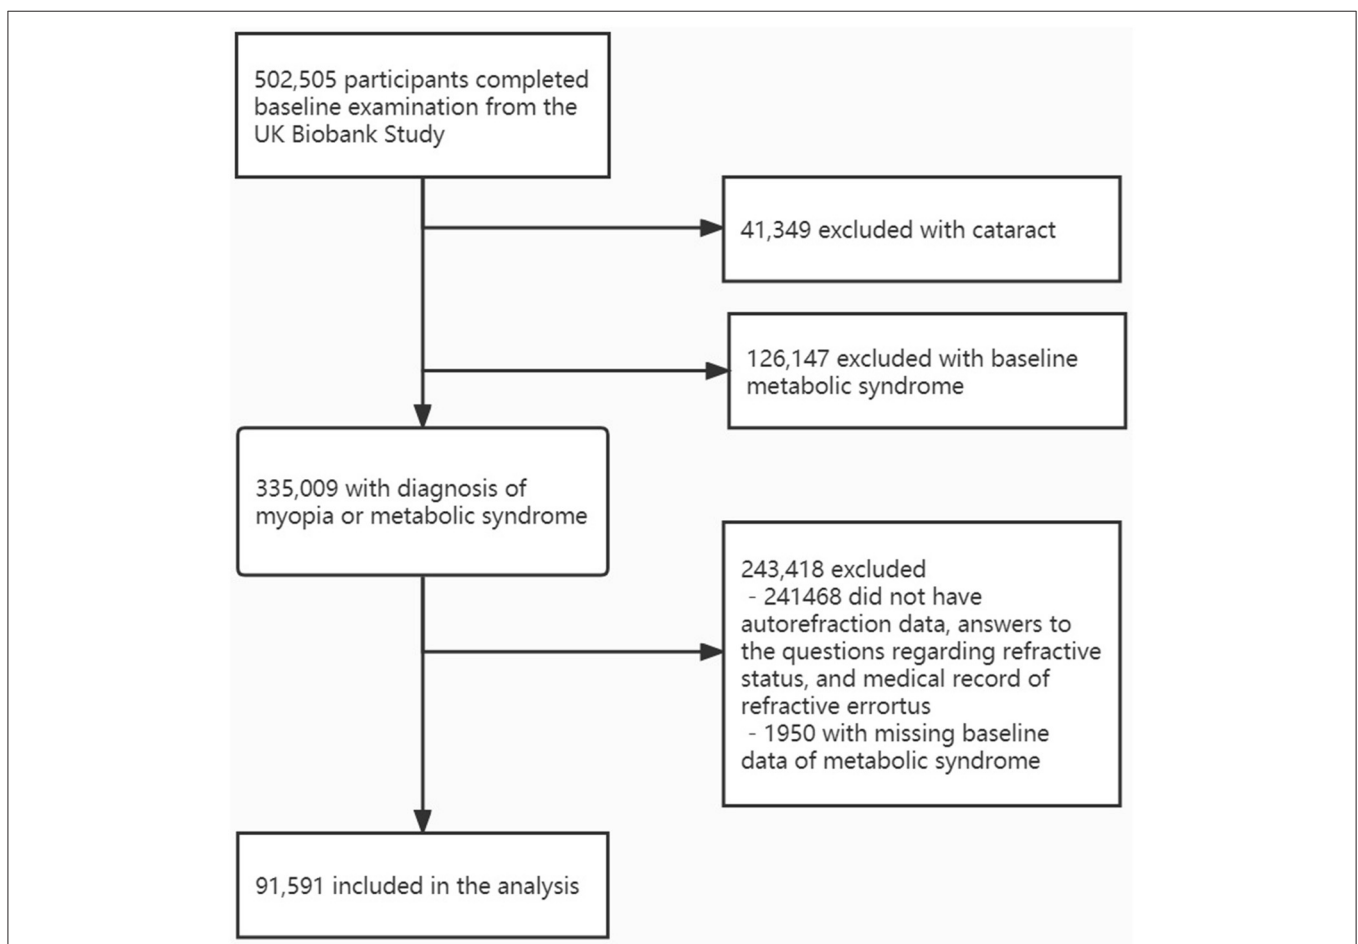 502,505 participants completed
baseline examination from the
UK Biobank Study
41,349 excluded with cataract
126,147 excluded with baseline
metabolic syndrome
335,009 with diagnosis of
myopia or metabolic syndrome
243,418 excluded
- 241468 did not have
autorefraction data, answers to
the questions regarding refractive
status, and medical record of
refractive errortus
- 1950 with missing baseline
data of metabolic syndrome
91,591 included in the analysis